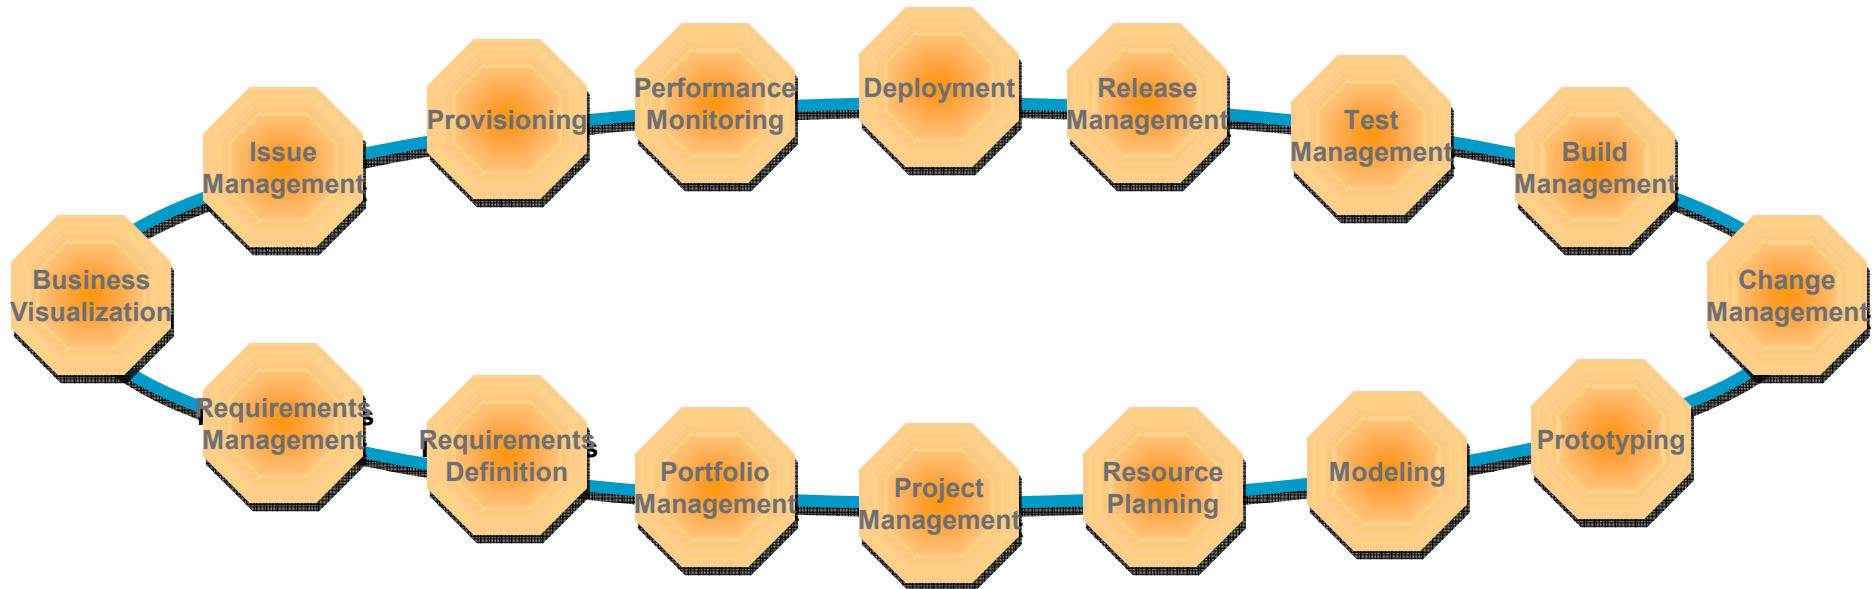 Deployment
Performance
Monitoring
Release
Management
Provisioning
Test
Management
Issue
Management
Build
Management
Business
Visualization
Change
Management
Requirements
Management
Requirements
Definition
Portfolio
Management
Project
Management
Resource
Planning
Modeling
Prototyping